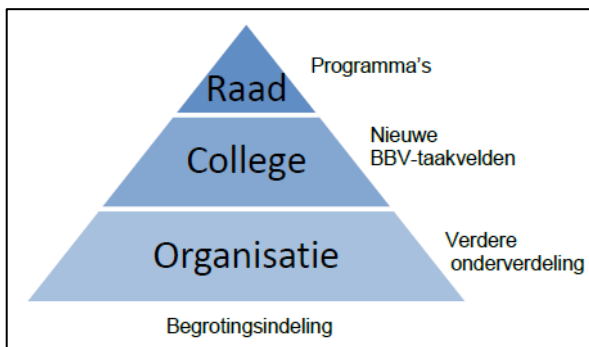 Programma's
Raad
Nieuwe
BBV-taakvelden
College
Verdere
onderverdeling
Organisatie
Begrotingsindeling